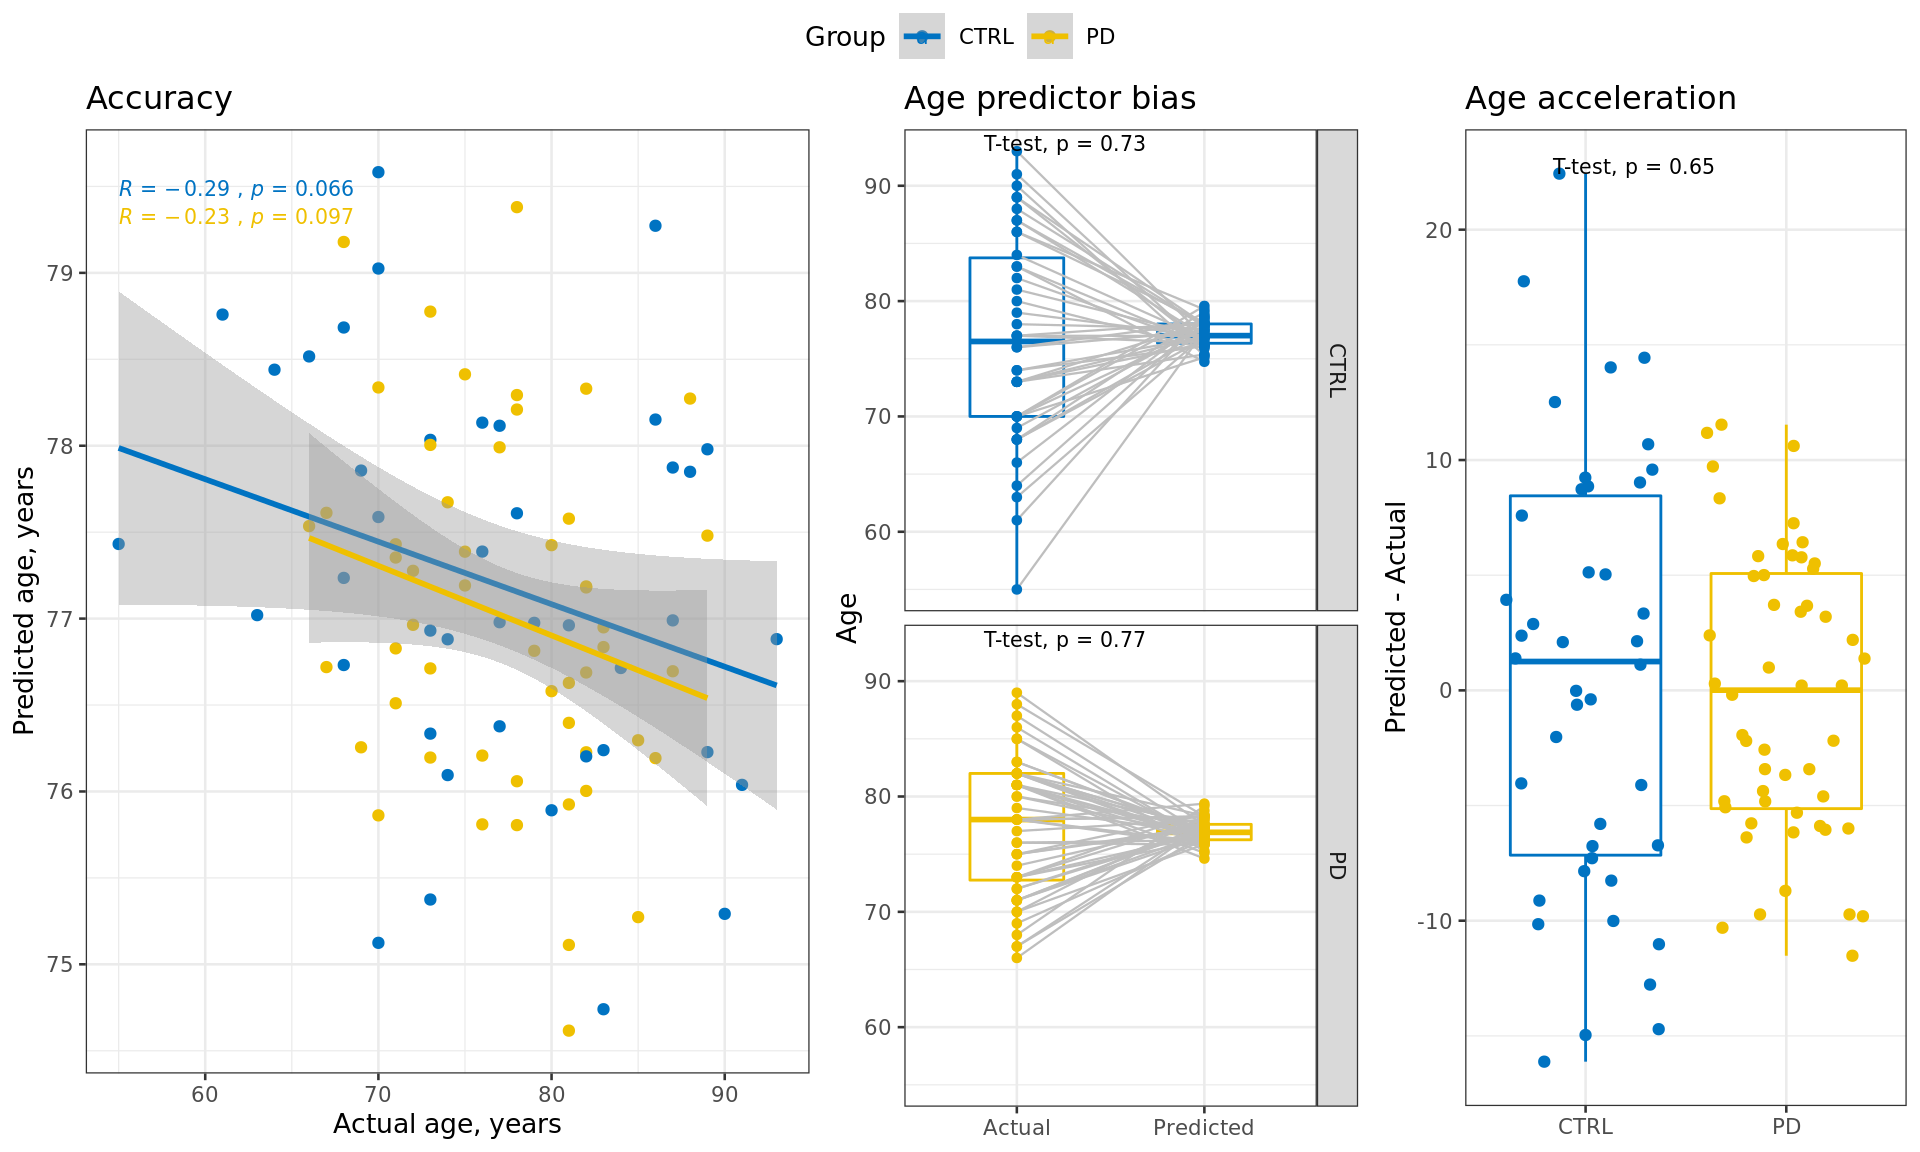 Group CTRL PD
Accuracy
R = −0.29 , p = 0.066
R = −0.23 , p = 0.097
79
78
77
76
75
60 70 80 90
Predicted age, years
Actual age, years
Age predictor bias
T-test, p = 0.73
90
80
70
60
CTRL
T-test, p = 0.77
90
80
70
60
PD
Age
Actual Predicted
Age acceleration
T-test, p = 0.65
20
10
0
-10
Predicted - Actual
CTRL PD